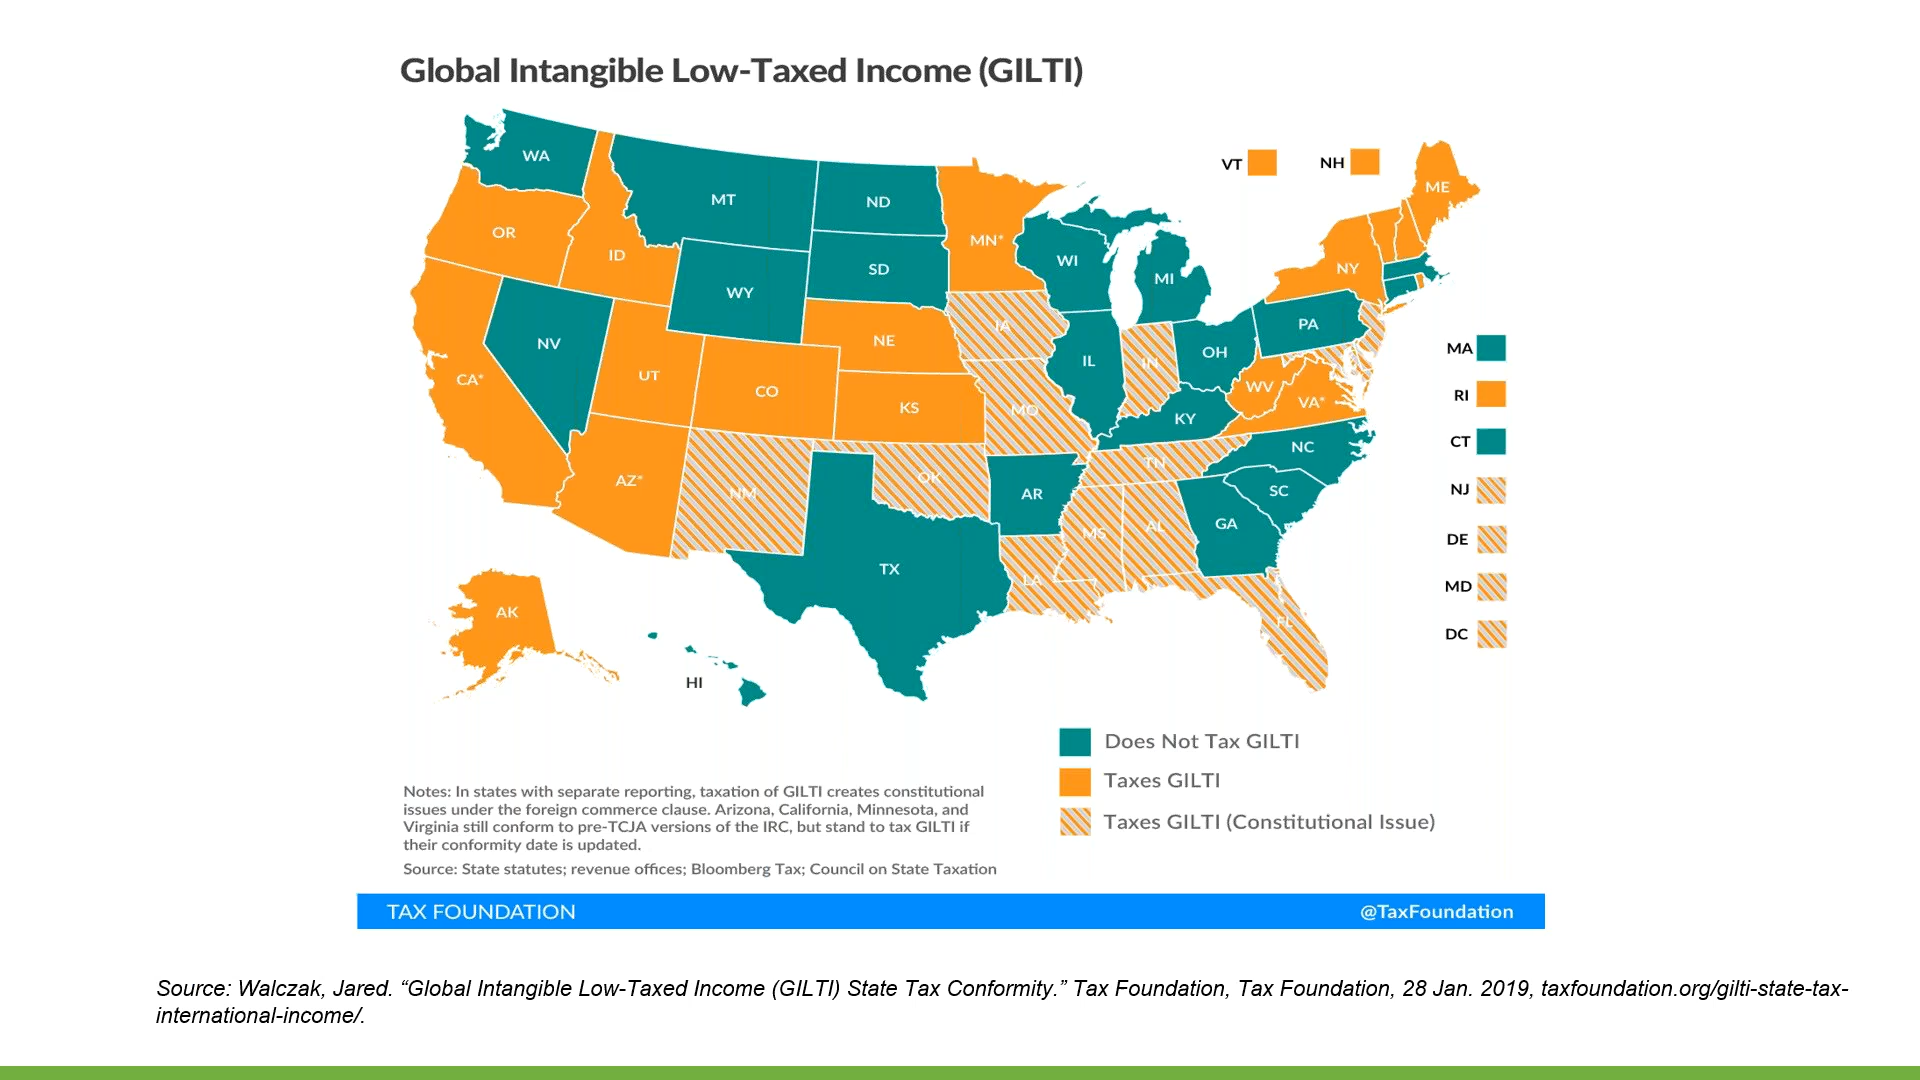 Global Intangible Low-Taxed Income (GILTI)
WA
MT
ND
MN*
VT
NH
ME
OR
ID
SD
WI
MI
NY
WY
NV
NE
IA
PA
CA*
UT
CO
KS
MO
IL
IN
OH
WV
VA*
KY
MA
RI
CT
NJ
DE
MD
DC
AZ*
NM
OK
AR
TN
NC
SC
MS
AL
GA
TX
LA
FL
AK
HI
Does Not Tax GILTI
Taxes GILTI
Taxes GILTI (Constitutional Issue)
Notes: In states with separate reporting, taxation of GILTI creates constitutional
issues under the foreign commerce clause. Arizona, California, Minnesota, and
Virginia still conform to pre-TCJA versions of the IRC, but stand to tax GILTI if
their conformity date is updated.
Source: State statutes; revenue offices; Bloomberg Tax; Council on State Taxation
TAX FOUNDATION
@TaxFoundation
Source: Walczak, Jared. “Global Intangible Low-Taxed Income (GILTI) State Tax Conformity.” Tax Foundation, Tax Foundation, 28 Jan. 2019, taxfoundation.org/gilti-state-tax-
international-income/.